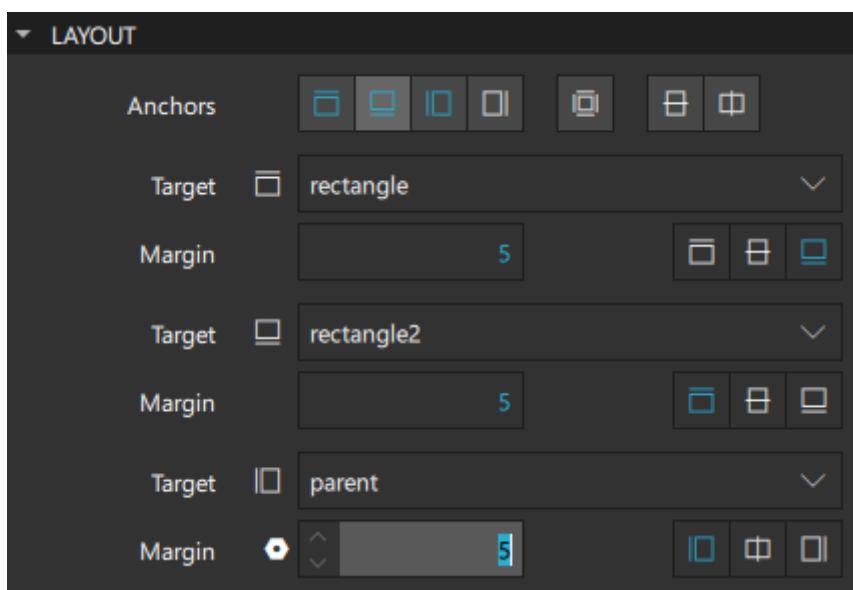 LAYOUT
Anchors
Target rectangle
Margin 5
Target rectangle2
Margin 5
Target parent
Margin 5